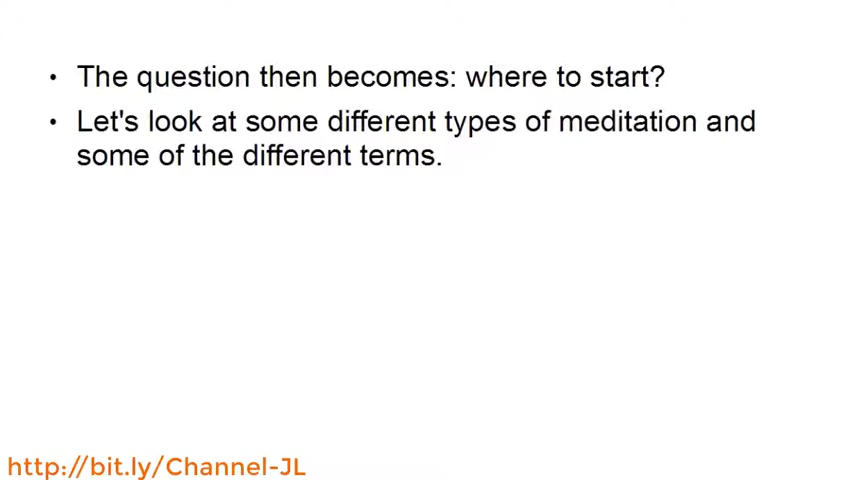 • The question then becomes: where to start?
• Let's look at some different types of meditation and
some of the different terms.
http://bit.ly/Channel-JL